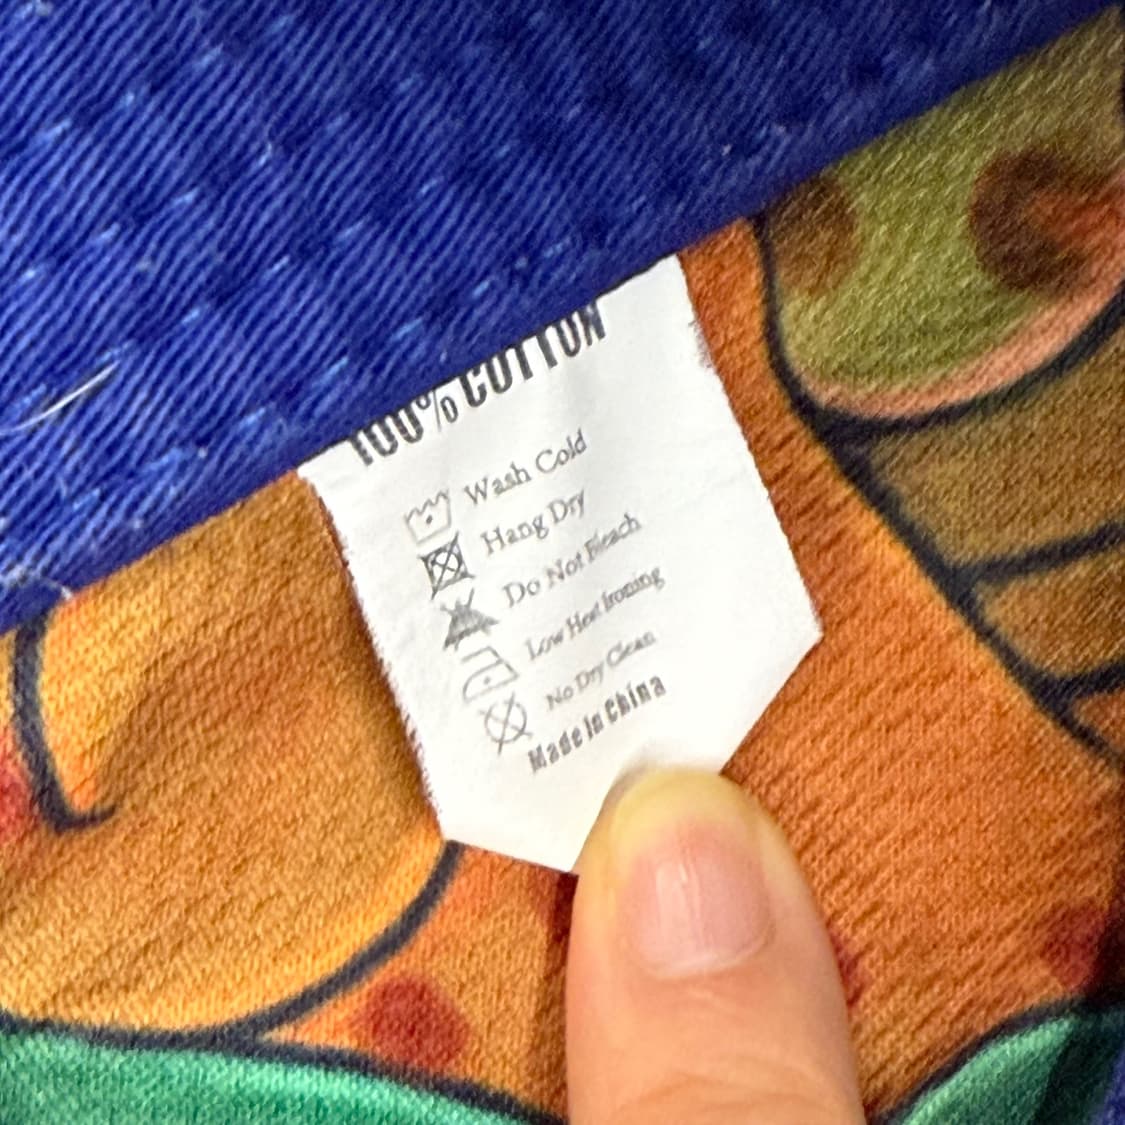 100% COTTON
Wash Cold
Hang Dry
Do Not Bleach
Low Heat Ironing
No Dry Clean
Made In China